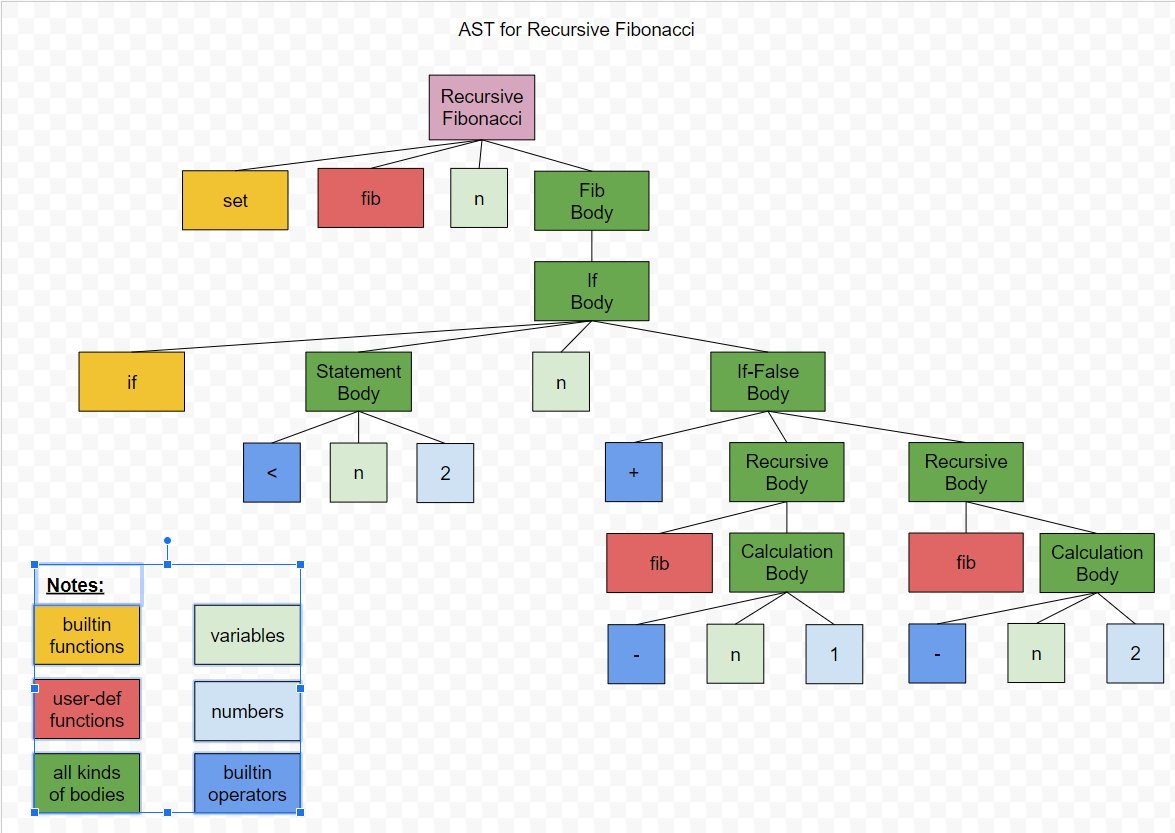 AST for Recursive Fibonacci
Recursive
Fibonacci
set
fib
n
Fib
Body
If
Body
if
Statement
Body
n
If-False
Body
<
n
2
+
Recursive
Body
Recursive
Body
fib
Calculation
Body
fib
Calculation
Body
-
n
1
-
n
2
Notes:
builtin
functions
variables
user-def
functions
numbers
all kinds
of bodies
builtin
operators